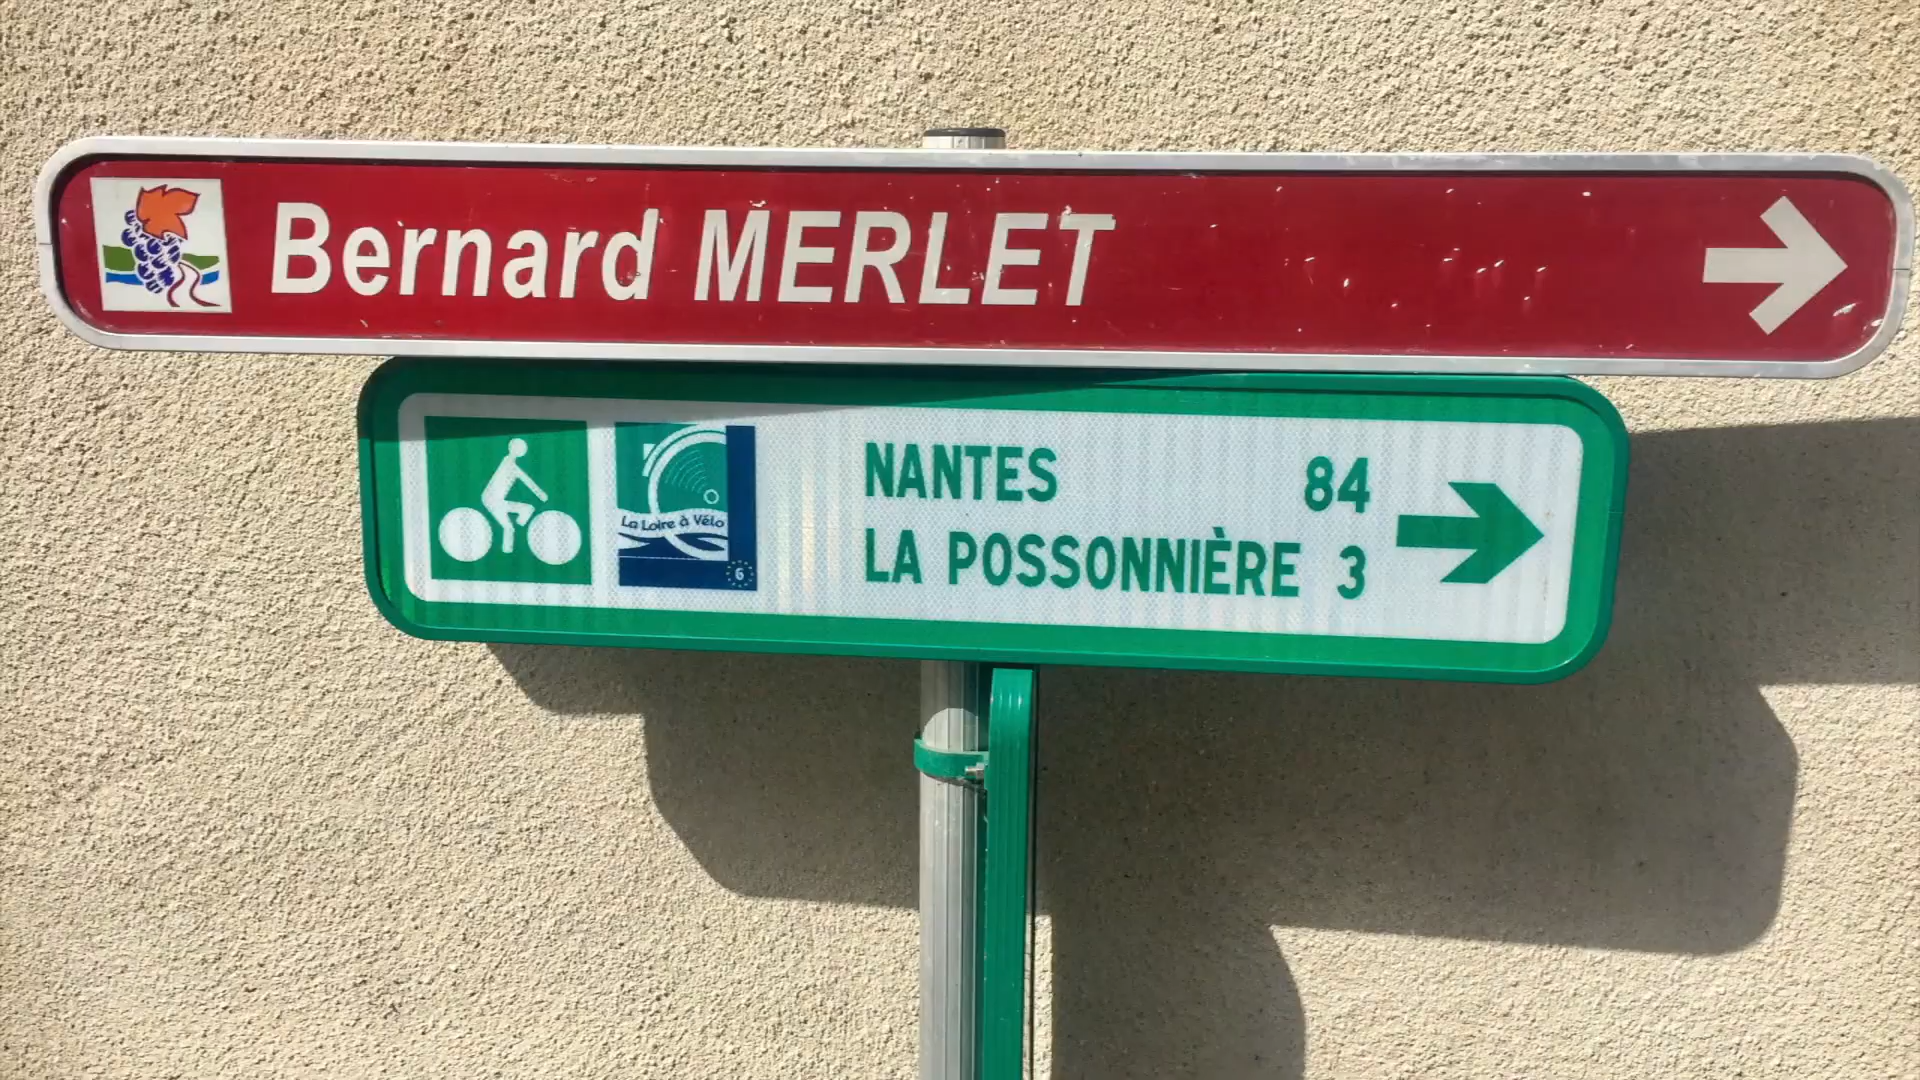 Bernard MERLET
La Loire à Vélo
6
NANTES 84
LA POSSONNIÈRE 3